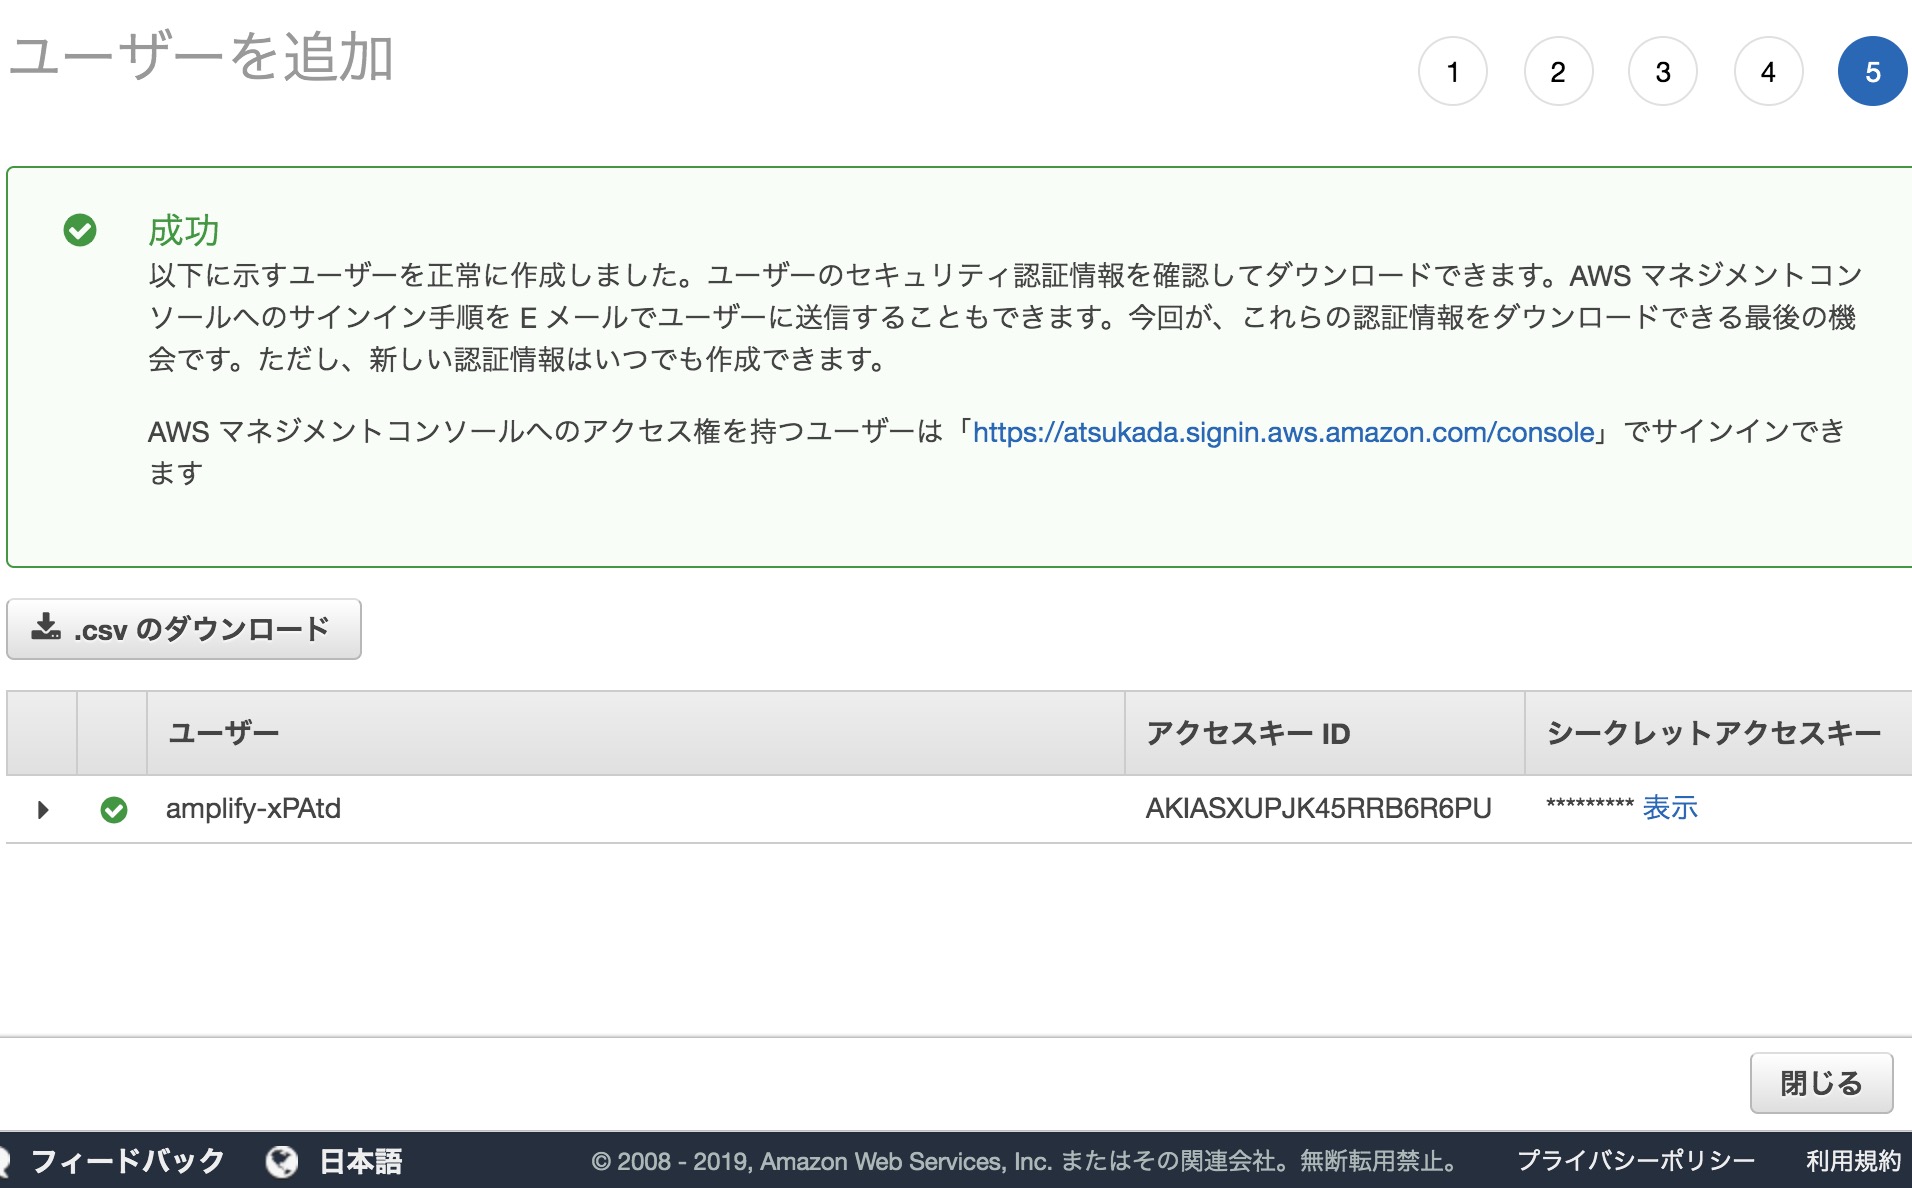 ユーザーを追加
1 2 3 4 5
成功
以下に示すユーザーを正常に作成しました。ユーザーのセキュリティ認証情報を確認してダウンロードできます。AWS マネジメントコン
ソールへのサインイン手順を E メールでユーザーに送信することもできます。今回が、これらの認証情報をダウンロードできる最後の機
会です。ただし、新しい認証情報はいつでも作成できます。
AWS マネジメントコンソールへのアクセス権を持つユーザーは「https://atsukada.signin.aws.amazon.com/console」でサインインでき
ます
.csv のダウンロード
ユーザー アクセスキー ID シークレットアクセスキー
amplify-xPAtd AKIASXUPJK45RRB6R6PU ********* 表示
閉じる
フィードバック 日本語 © 2008 - 2019, Amazon Web Services, Inc. またはその関連会社。無断転用禁止。 プライバシーポリシー 利用規約